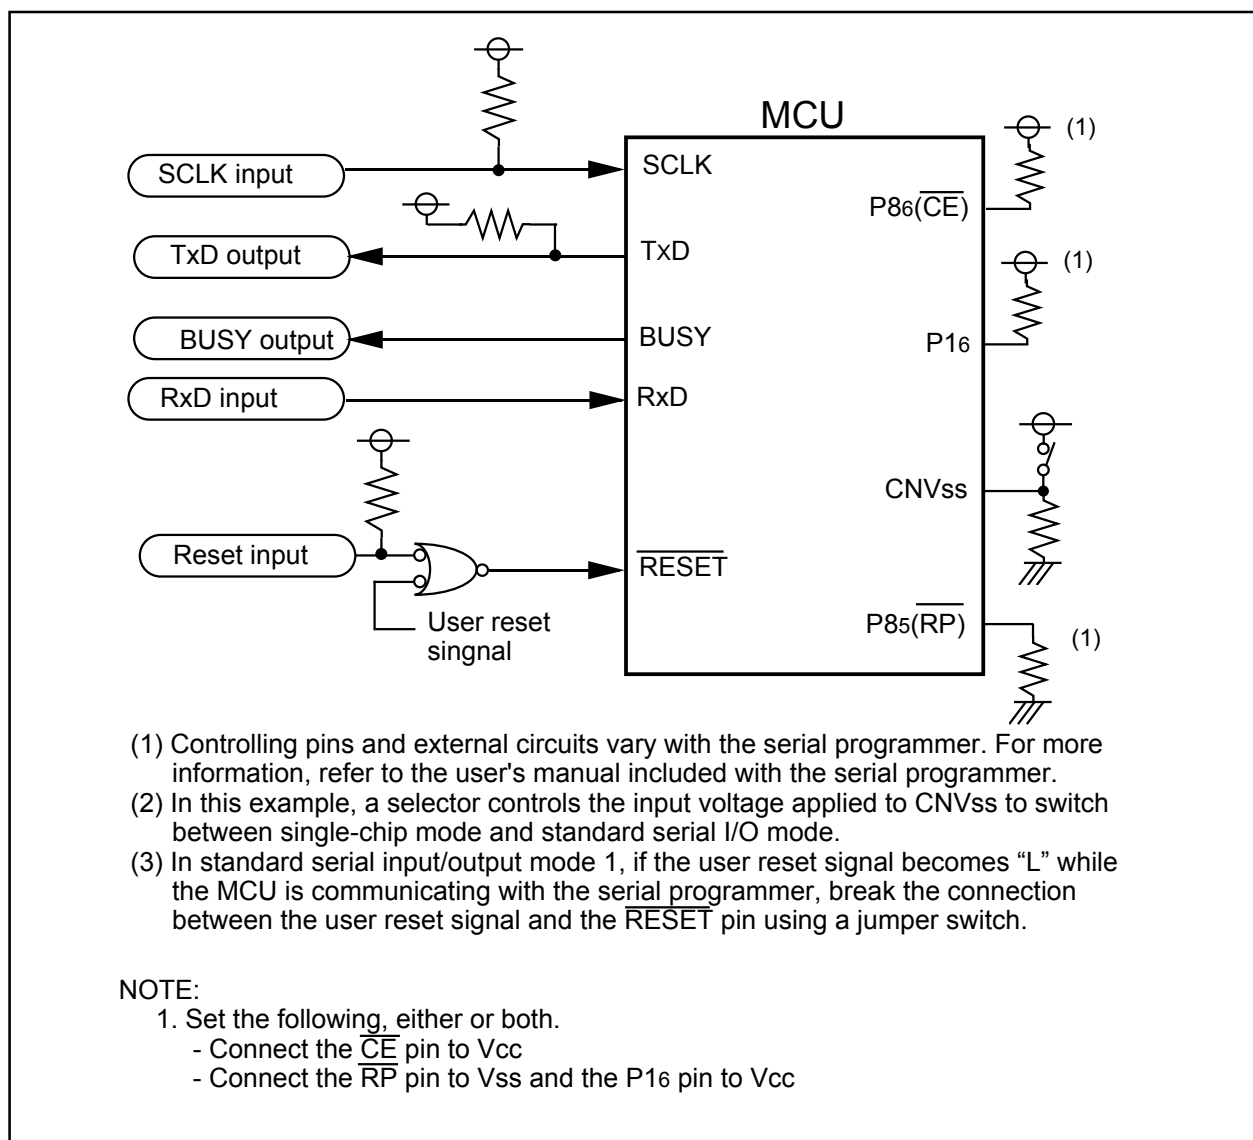 MCU
SCLK input
SCLK
(1)
P86(CE)
TxD output
TxD
(1)
BUSY output
BUSY
P16
RxD input
RxD
CNVss
Reset input
RESET
User reset
singnal
P85(RP)
(1)
(1) Controlling pins and external circuits vary with the serial programmer. For more
information, refer to the user's manual included with the serial programmer.
(2) In this example, a selector controls the input voltage applied to CNVss to switch
between single-chip mode and standard serial I/O mode.
(3) In standard serial input/output mode 1, if the user reset signal becomes “L” while
the MCU is communicating with the serial programmer, break the connection
between the user reset signal and the RESET pin using a jumper switch.
NOTE:
1. Set the following, either or both.
- Connect the CE pin to Vcc
- Connect the RP pin to Vss and the P16 pin to Vcc